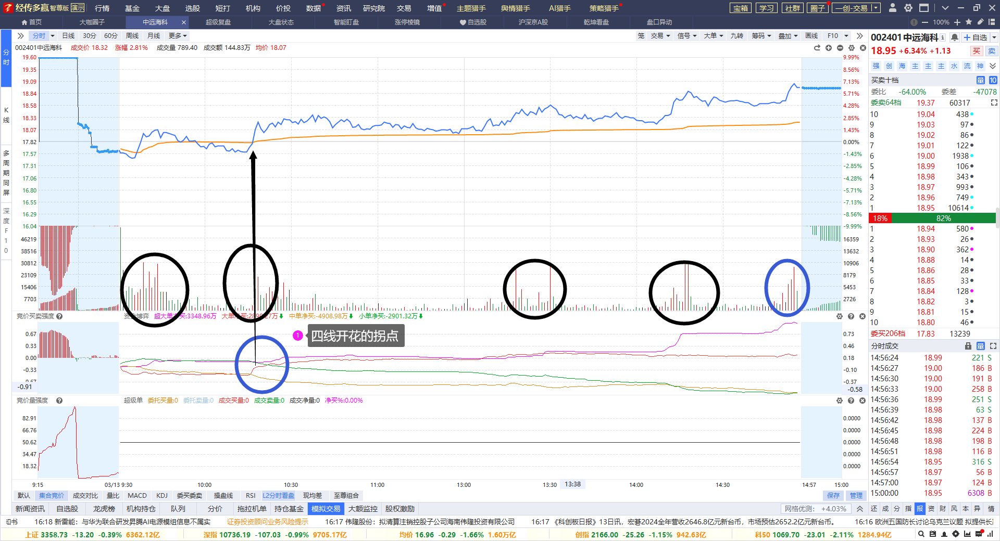 经传多赢 智尊版 演示 行情 基金 大盘 选股 短打 机构 价投 数据 资讯 研究院 交易 增值 主题猎手 舆情猎手 AI猎手 策略猎手 宝箱 学习 社群 圈子 一创-交易
首页 大咖圈子 中远海科 超级复盘 大盘状态 智能盯盘 涨停棱镜 自选股 沪深京A股 乾坤看盘 盘口异动 100%
分时 日线 30分 60分 周线 月线 更多 笼 交易 信号 大单 九转 筹码 叠加 画线 F10
002401中远海科 成交价 18.32 涨幅 2.81% 成交量 789.40 成交额 144.83万 均价 18.07
分时
K线
多周期同屏
深度F10
19.60 9.99%
19.35 8.56%
19.09 7.13%
18.84 5.71%
18.58 4.28%
18.33 2.85%
18.07 1.43%
17.82 0.00%
17.57 -1.43%
17.31 -2.85%
17.06 -4.28%
16.80 -5.71%
16.55 -7.13%
16.29 -8.56%
16.04 -9.99%
46219 16359
38516 13632
30812 10906
23109 8179
15406 5453
7703 2726
竞价买卖强度 资金博弈 超大单净买:3348.96万 中单净买:-4908.98万 小单净买:-2901.32万
1 四线开花的拐点
0.67 0.73
0.33 0.46
0.00 0.18
-0.33 -0.10
-0.37
-0.91 -0.58
竞价量强度 超级单 委托买量:0 委托卖量:0 成交买量:0 成交卖量:0 成交净量:0 净买%:0.00%
82.91 0.0000
66.76 0.0000
50.62 0.0000
34.47 0.0000
18.32 0.0000
9:15 03/13 9:30 10:00 10:30 11:00 13:00 13:30 13:38 14:00 14:30 14:57 15:00
默认 集合竞价 成交对比 量比 MACD KDJ 委买委卖 操盘线 RSI L2分时看盘 现均差 至尊组合 保存 管理
新闻资讯 自选股 龙虎榜 机构持仓 队列 分价 拖拉机单 持仓基金 模拟交易 大额监控 股权激励 网格优测: +4.03%
002401中远海科 自选
18.95 +6.34% +1.13 买 卖
强 创 海 主 主 主 水 流 神
买卖十档 量 10
委比 -64.00% 委差 -47078
委卖64档 19.37 60317
10 19.04 438
9 19.03 97
8 19.02 86
7 19.01 122
6 19.00 1938
5 18.99 106
4 18.98 343
3 18.97 993
2 18.96 749
1 18.95 10614
18% 82%
1 18.94 580
2 18.93 26
3 18.90 362
4 18.88 14
5 18.86 28
6 18.85 33
7 18.84 128
8 18.82 3
9 18.81 15
10 18.80 46
委买206档 17.83 13239
分时成交 量
14:56:24 18.99 221 S
14:56:27 19.00 186 B
14:56:30 19.00 191 B
14:56:33 19.00 258 B
14:56:36 18.99 251 S
14:56:39 18.98 63 S
14:56:42 18.98 137 B
14:56:45 18.98 224 B
14:56:48 18.98 198 B
14:56:51 18.98 116 B
14:56:54 18.95 316 S
14:56:57 18.97 56 B
14:57:00 18.97 124 B
15:00:00 18.95 6308 B
还 成 分 指 报 资 财 风 本 异 情
和书 16:18 新雷能：与华为联合研发昇腾AI电源模组信息不属实 证券投资顾问业务风险提示 16:17 伟隆股份：拟清算注销控股子公司海南伟隆投资有限公司 16:17 《科创板日报》13日讯，宏碁2024全年营收2646.8亿元新台币，市场预估2652.2亿元新台币。 16:16 欧洲五国防长讨论乌克兰议题 拟提供长期
上证 3358.73 -13.20 -0.39% 6362.12亿 深指 10736.19 -107.03 -0.99% 9705.17亿 均价 16.96 -0.29 -1.66% 1.60万亿 创指 2166.00 -25.26 -1.15% 942.63亿 科50 1069.70 -23.01 -2.11% 1284.94亿